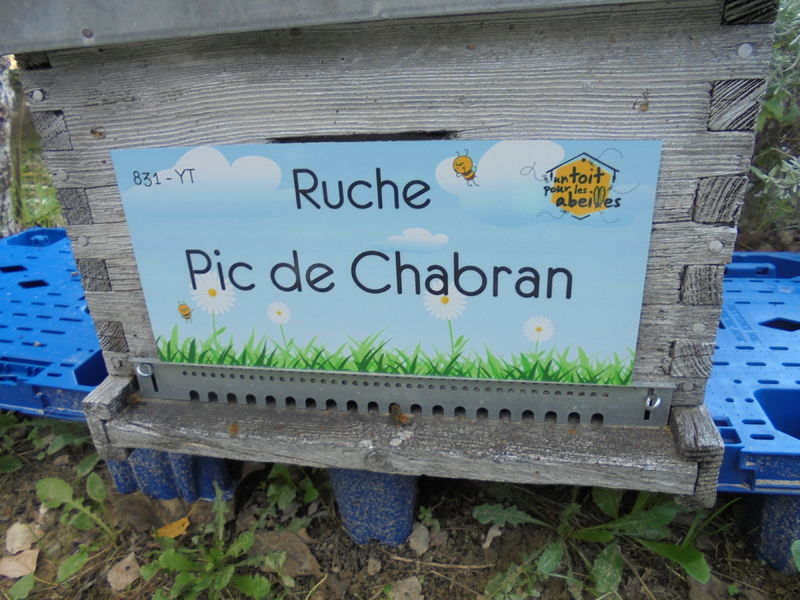 831-YT
Ruche
Pic de Chabran
un toit
pour les
abeilles